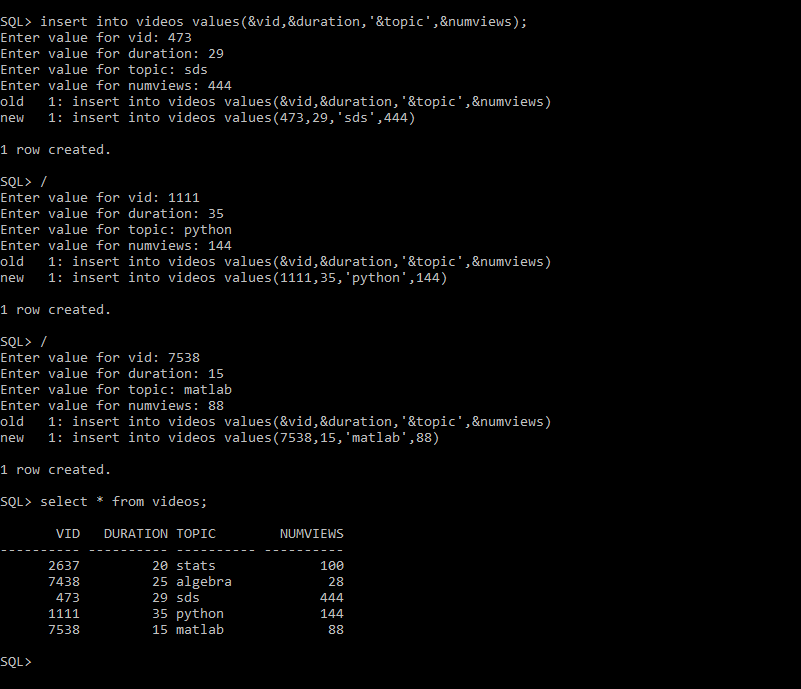 SQL> insert into videos values(&vid,&duration,'&topic',&numviews);
Enter value for vid: 473
Enter value for duration: 29
Enter value for topic: sds
Enter value for numviews: 444
old   1: insert into videos values(&vid,&duration,'&topic',&numviews)
new   1: insert into videos values(473,29,'sds',444)

1 row created.

SQL> /
Enter value for vid: 1111
Enter value for duration: 35
Enter value for topic: python
Enter value for numviews: 144
old   1: insert into videos values(&vid,&duration,'&topic',&numviews)
new   1: insert into videos values(1111,35,'python',144)

1 row created.

SQL> /
Enter value for vid: 7538
Enter value for duration: 15
Enter value for topic: matlab
Enter value for numviews: 88
old   1: insert into videos values(&vid,&duration,'&topic',&numviews)
new   1: insert into videos values(7538,15,'matlab',88)

1 row created.

SQL> select * from videos;

       VID   DURATION TOPIC        NUMVIEWS
---------- ---------- ---------- ----------
      2637         20 stats             100
      7438         25 algebra            28
       473         29 sds               444
      1111         35 python            144
      7538         15 matlab             88

SQL>